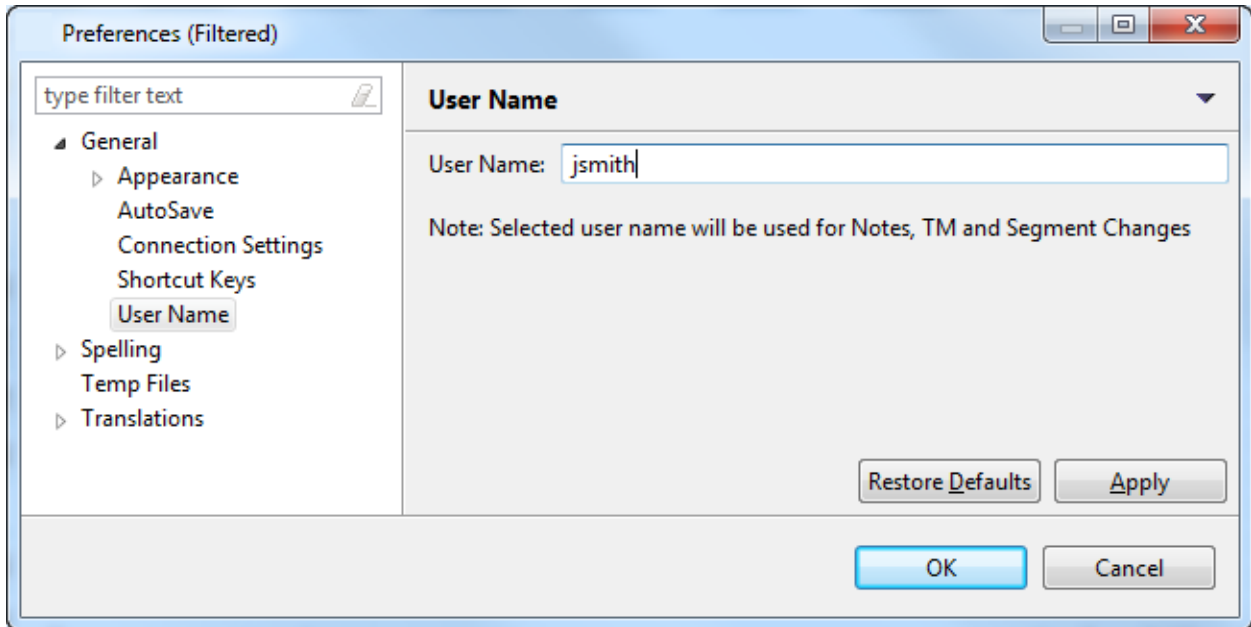 Preferences (Filtered)
type filter text
General
Appearance
AutoSave
Connection Settings
Shortcut Keys
User Name
Spelling
Temp Files
Translations
User Name
User Name: jsmith
Note: Selected user name will be used for Notes, TM and Segment Changes
Restore Defaults Apply
OK Cancel